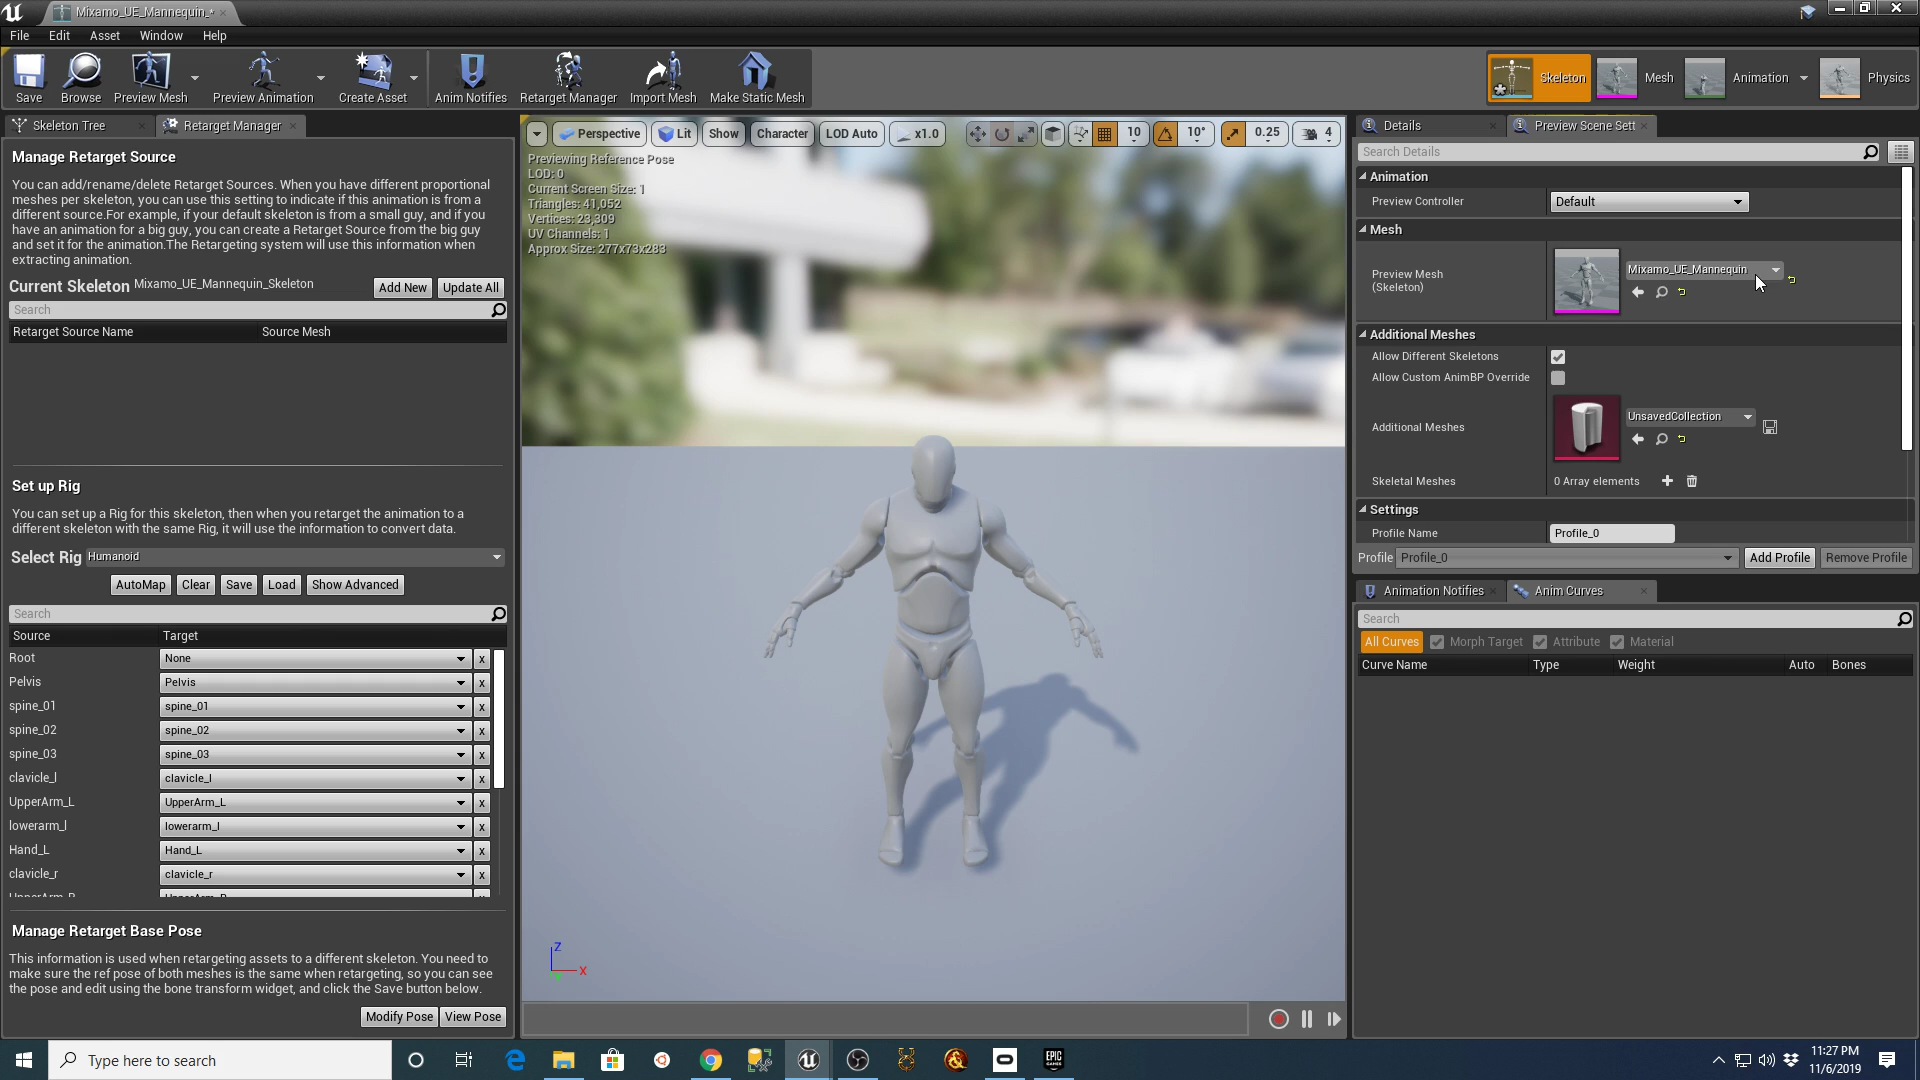 Mixamo_UE_Mannequin_*
File Edit Asset Window Help
Save Browse Preview Mesh Preview Animation Create Asset Anim Notifies Retarget Manager Import Mesh Make Static Mesh
Skeleton Mesh Animation Physics
Skeleton Tree Retarget Manager
Manage Retarget Source
You can add/rename/delete Retarget Sources. When you have different proportional
meshes per skeleton, you can use this setting to indicate if this animation is from a
different source.For example, if your default skeleton is from a small guy, and if you
have an animation for a big guy, you can create a Retarget Source from the big guy
and set it for the animation.The Retargeting system will use this information when
extracting animation.
Current Skeleton Mixamo_UE_Mannequin_Skeleton Add New Update All
Search
Retarget Source Name Source Mesh
Set up Rig
You can set up a Rig for this skeleton, then when you retarget the animation to a
different skeleton with the same Rig, it will use the information to convert data.
Select Rig Humanoid
AutoMap Clear Save Load Show Advanced
Search
Source Target
Root None x
Pelvis Pelvis x
spine_01 spine_01 x
spine_02 spine_02 x
spine_03 spine_03 x
clavicle_l clavicle_l x
UpperArm_L UpperArm_L x
lowerarm_l lowerarm_l x
Hand_L Hand_L x
clavicle_r clavicle_r x
Manage Retarget Base Pose
This information is used when retargeting assets to a different skeleton. You need to
make sure the ref pose of both meshes is the same when retargeting, so you can see
the pose and edit using the bone transform widget, and click the Save button below.
Modify Pose View Pose
Perspective Lit Show Character LOD Auto x1.0 10 10° 0.25 4
Previewing Reference Pose
LOD: 0
Current Screen Size: 1
Triangles: 41,052
Vertices: 23,309
UV Channels: 1
Approx Size: 277x73x283
Z
X
Details Preview Scene Sett
Search Details
Animation
Preview Controller Default
Mesh
Preview Mesh
(Skeleton)
Mixamo_UE_Mannequin
Additional Meshes
Allow Different Skeletons
Allow Custom AnimBP Override
Additional Meshes UnsavedCollection
Skeletal Meshes 0 Array elements
Settings
Profile Name Profile_0
Profile Profile_0 Add Profile Remove Profile
Animation Notifies Anim Curves
Search
All Curves Morph Target Attribute Material
Curve Name Type Weight Auto Bones
Type here to search
EPIC
GAMES
11:27 PM
11/6/2019